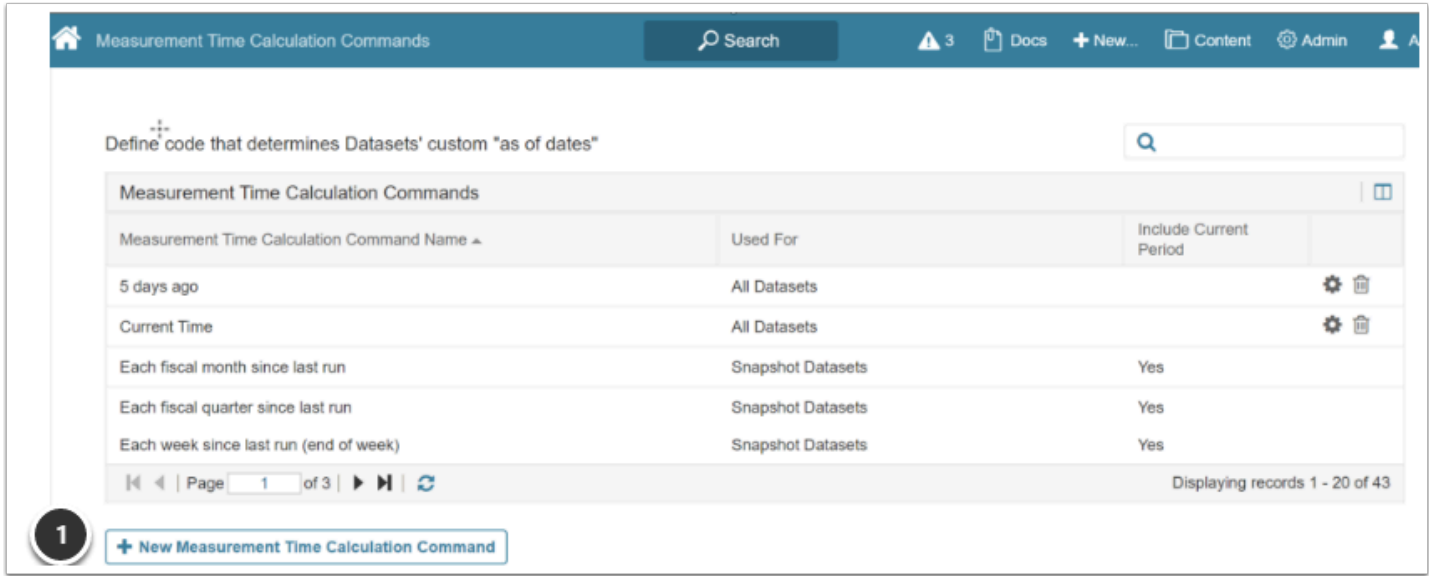 Measurement Time Calculation Commands Search 3 Docs + New... Content Admin A
Define code that determines Datasets' custom "as of dates"
Measurement Time Calculation Commands
Measurement Time Calculation Command Name Used For Include Current Period
5 days ago All Datasets
Current Time All Datasets
Each fiscal month since last run Snapshot Datasets Yes
Each fiscal quarter since last run Snapshot Datasets Yes
Each week since last run (end of week) Snapshot Datasets Yes
Page 1 of 3 Displaying records 1 - 20 of 43
1
+ New Measurement Time Calculation Command